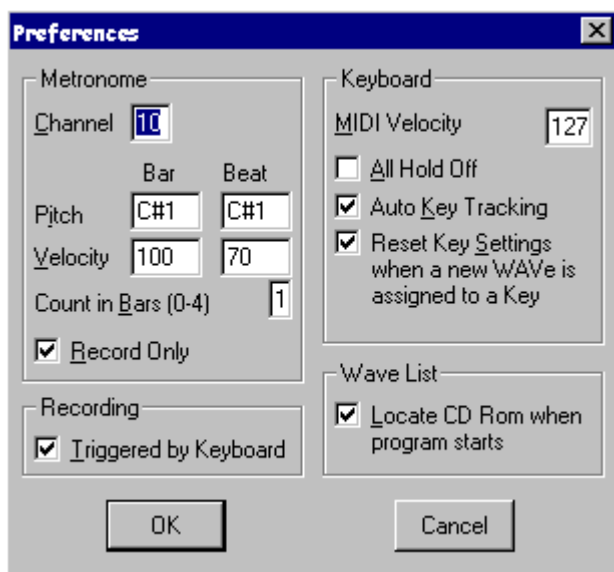 Preferences
Metronome
Channel 10
Bar Beat
Pitch C#1 C#1
Velocity 100 70
Count in Bars (0-4) 1
Record Only
Recording
Triggered by Keyboard
Keyboard
MIDI Velocity 127
All Hold Off
Auto Key Tracking
Reset Key Settings
when a new WAVe is
assigned to a Key
Wave List
Locate CD Rom when
program starts
OK
Cancel